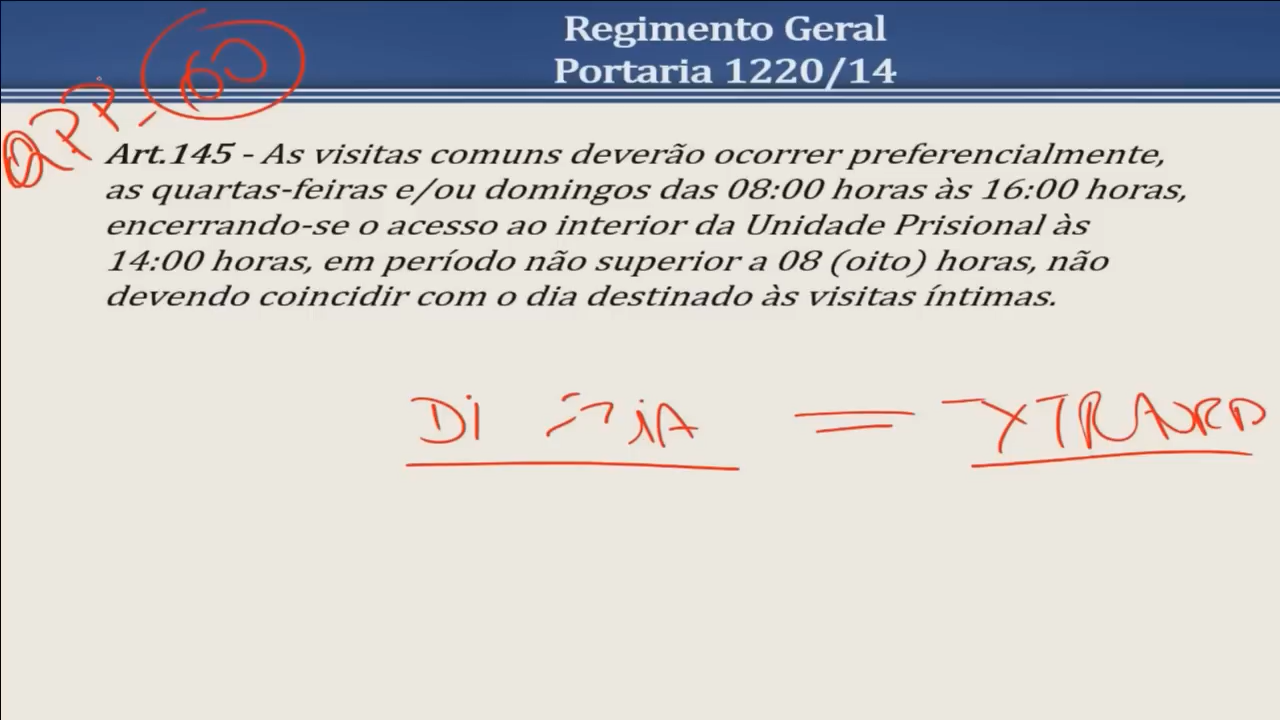 Regimento Geral
Portaria 1220/14
60
Art.145 - As visitas comuns deverão ocorrer preferencialmente,
as quartas-feiras e/ou domingos das 08:00 horas às 16:00 horas,
encerrando-se o acesso ao interior da Unidade Prisional às
14:00 horas, em período não superior a 08 (oito) horas, não
devendo coincidir com o dia destinado às visitas íntimas.
DI =